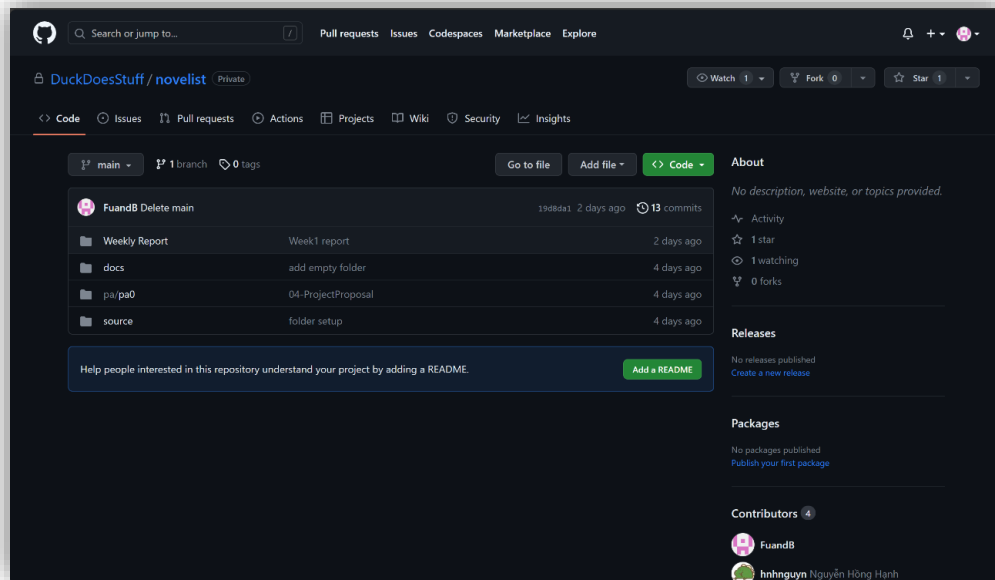 Search or jump to... / Pull requests Issues Codespaces Marketplace Explore
DuckDoesStuff / novelist Private Watch 1 Fork 0 Star 1
Code Issues Pull requests Actions Projects Wiki Security Insights
main 1 branch 0 tags Go to file Add file Code
FuandB Delete main 19d8da1 2 days ago 13 commits
Weekly Report Week1 report 2 days ago
docs add empty folder 4 days ago
pa/pa0 04-ProjectProposal 4 days ago
source folder setup 4 days ago
Help people interested in this repository understand your project by adding a README. Add a README
About
No description, website, or topics provided.
Activity
1 star
1 watching
0 forks
Releases
No releases published
Create a new release
Packages
No packages published
Publish your first package
Contributors 4
FuandB
hnhnguyn Nguyễn Hồng Hạnh